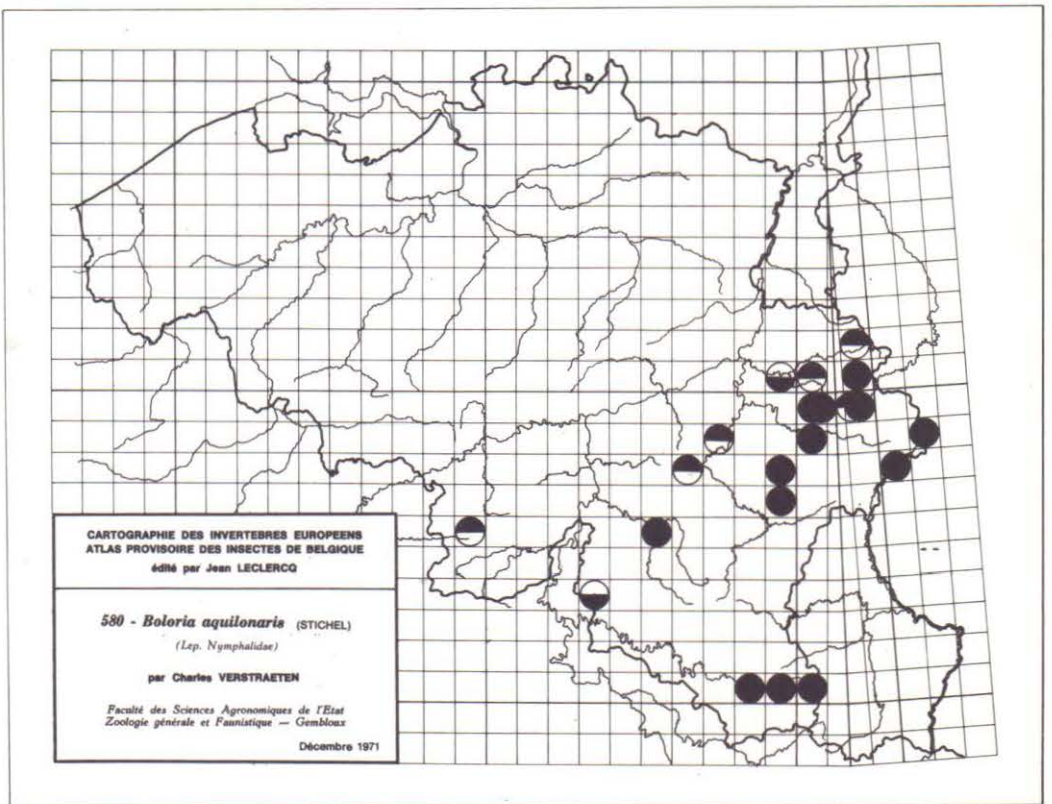 CARTOGRAPHIE DES INVERTEBRES EUROPEENS
ATLAS PROVISOIRE DES INSECTES DE BELGIQUE
édité par Jean LECLERCQ
580 - Boloria aquilonaris (STICHEL)
(Lep. Nymphalidae)
par Charles VERSTRAETEN
Faculté des Sciences Agronomiques de l'Etat
Zoologie générale et Faunistique — Gembloux
Décembre 1971